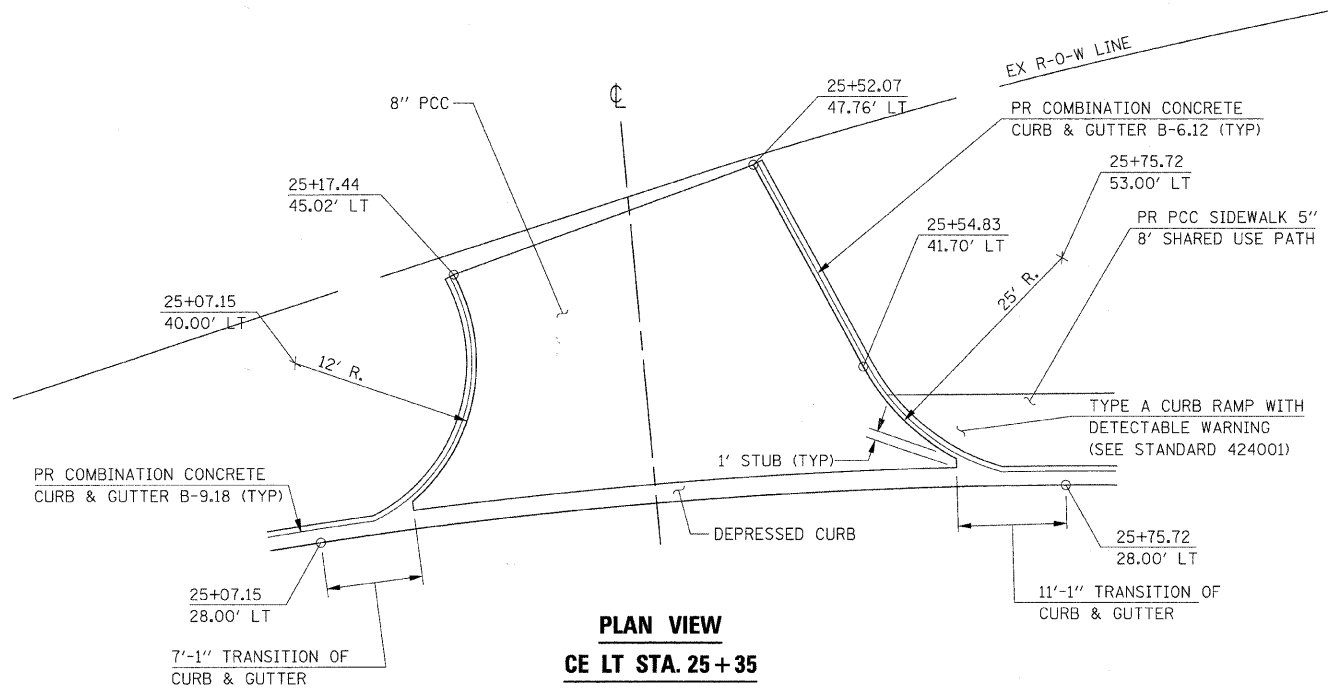 EX R-O-W LINE
8" PCC
℄
25+52.07
47.76' LT
PR COMBINATION CONCRETE
CURB & GUTTER B-6.12 (TYP)
25+75.72
53.00' LT
25+17.44
45.02' LT
25+54.83
41.70' LT
PR PCC SIDEWALK 5"
8' SHARED USE PATH
25' R.
25+07.15
40.00' LT
12' R.
TYPE A CURB RAMP WITH
DETECTABLE WARNING
(SEE STANDARD 424001)
1' STUB (TYP)
PR COMBINATION CONCRETE
CURB & GUTTER B-9.18 (TYP)
DEPRESSED CURB
25+75.72
28.00' LT
25+07.15
28.00' LT
11'-1" TRANSITION OF
CURB & GUTTER
7'-1" TRANSITION OF
CURB & GUTTER
PLAN VIEW
CE LT STA. 25+35